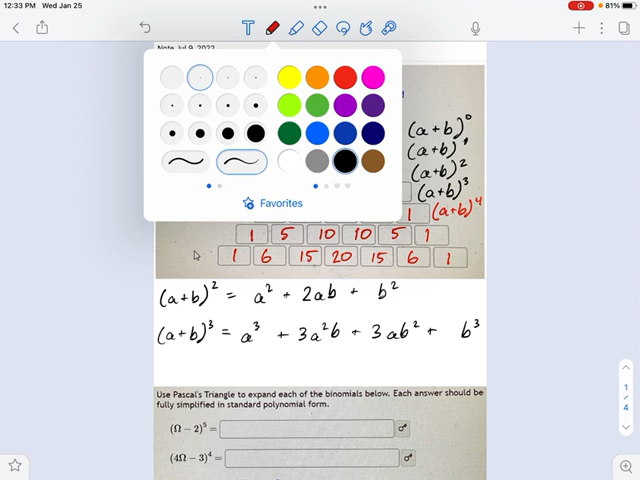 12:33 PM Wed Jan 25
81%
T
Note Jul 9, 2022
!
(a+b)⁰
(a+b)¹
(a+b)²
(a+b)³
1 (a+b)⁴
Favorites
1 5 10 10 5 1
1 6 15 20 15 6 1
(a+b)² = a² + 2ab + b²
(a+b)³ = a³ + 3a²b + 3ab² + b³
1/4
Use Pascal's Triangle to expand each of the binomials below. Each answer should be
fully simplified in standard polynomial form.
(Ω − 2)⁵ =
(4Ω − 3)⁴ =